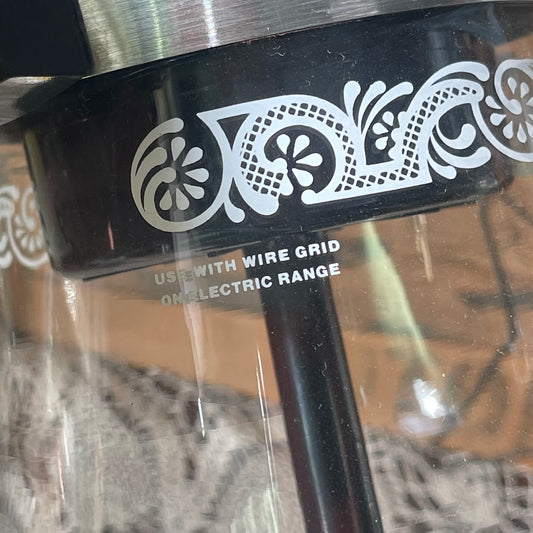 USE WITH WIRE GRID
ON ELECTRIC RANGE